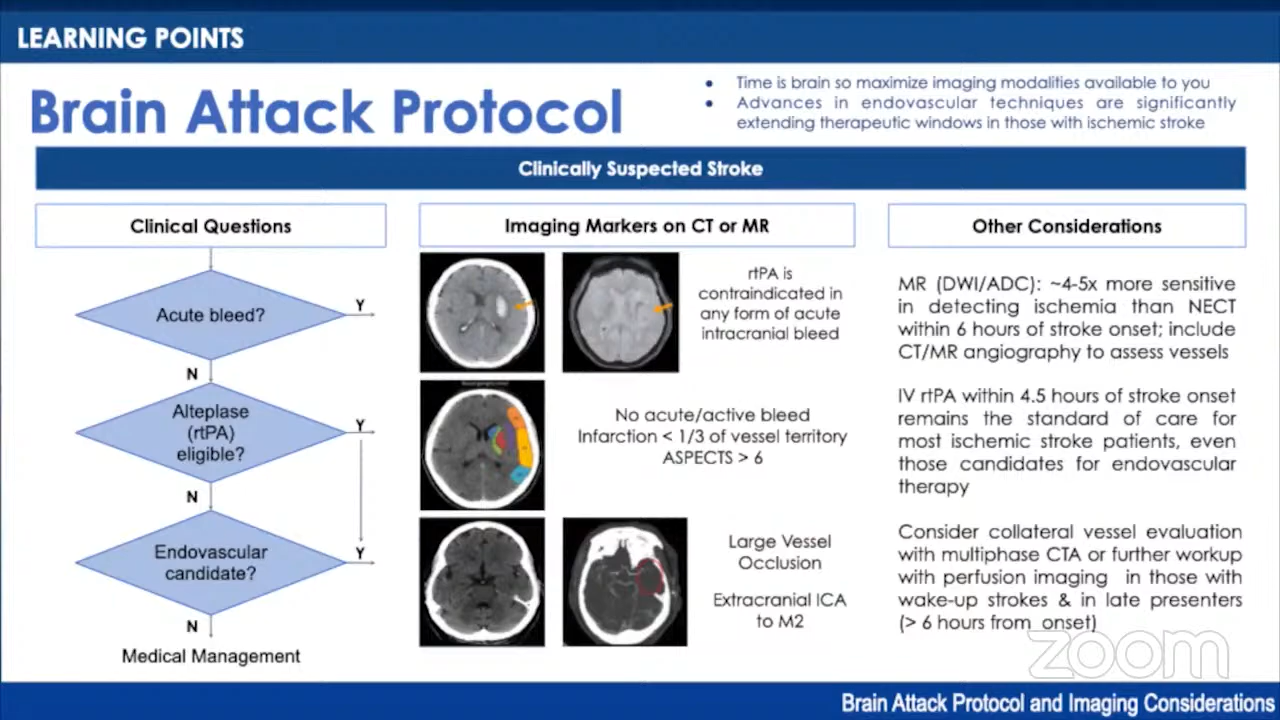 LEARNING POINTS
Brain Attack Protocol
• Time is brain so maximize imaging modalities available to you
• Advances in endovascular techniques are significantly
extending therapeutic windows in those with ischemic stroke
Clinically Suspected Stroke
Clinical Questions
Acute bleed?
Y
N
Alteplase
(rtPA)
eligible?
Y
N
Endovascular
candidate?
Y
N
Medical Management
Imaging Markers on CT or MR
rtPA is
contraindicated in
any form of acute
intracranial bleed
No acute/active bleed
Infarction < 1/3 of vessel territory
ASPECTS > 6
Large Vessel
Occlusion
Extracranial ICA
to M2
Other Considerations
MR (DWI/ADC): ~4-5x more sensitive
in detecting ischemia than NECT
within 6 hours of stroke onset; include
CT/MR angiography to assess vessels
IV rtPA within 4.5 hours of stroke onset
remains the standard of care for
most ischemic stroke patients, even
those candidates for endovascular
therapy
Consider collateral vessel evaluation
with multiphase CTA or further workup
with perfusion imaging in those with
wake-up strokes & in late presenters
(> 6 hours from onset)
zoom
Brain Attack Protocol and Imaging Considerations